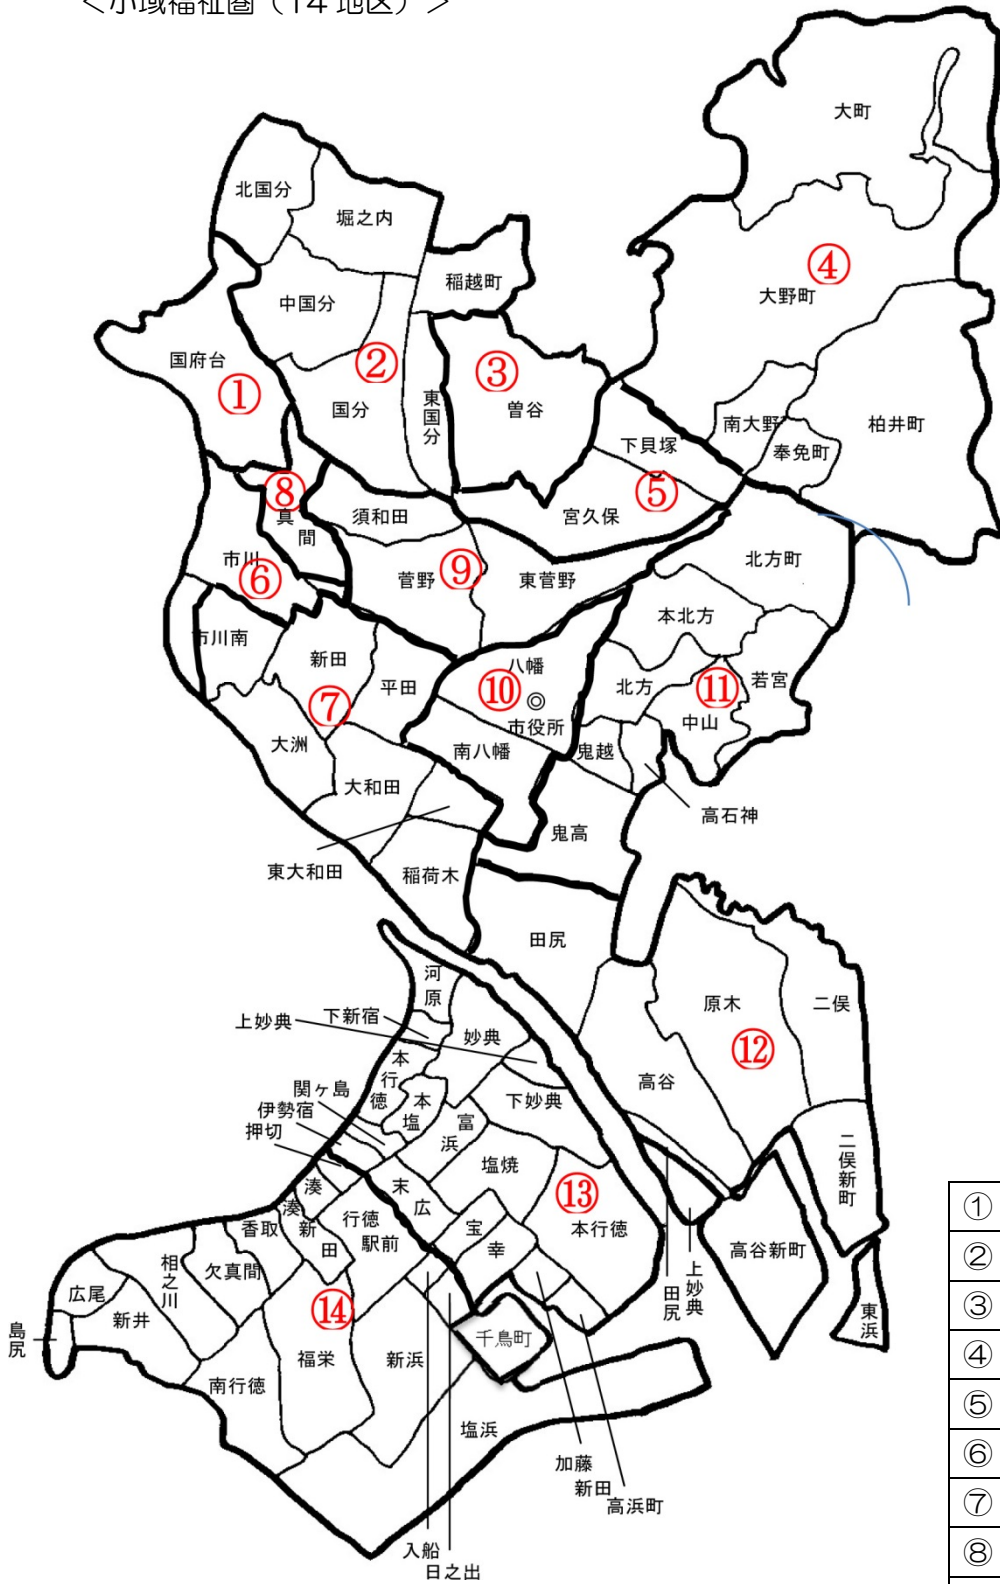 ＜小域福祉圏（14地区）＞
大町
北国分
堀之内
稲越町
④
大野町
中国分
国府台
①
②
国分
東国分
③
曽谷
南大野
奉免町
柏井町
下貝塚
⑤
宮久保
⑧
真間
須和田
市川
⑥
菅野
⑨
東菅野
北方町
本北方
市川南
新田
平田
⑦
八幡
⑩
◎
市役所
南八幡
北方
⑪
若宮
中山
鬼越
高石神
大洲
大和田
東大和田
稲荷木
鬼高
田尻
河原
上妙典
下新宿
妙典
本行徳
関ヶ島
伊勢宿
押切
本塩
富浜
下妙典
塩焼
⑬
本行徳
原木
⑫
二俣
高谷
二俣新町
田尻
上妙典
高谷新町
東浜
湊
湊新田
香取
末広
行徳駅前
宝
幸
欠真間
相之川
広尾
新井
島尻
⑭
福栄
新浜
千鳥町
南行徳
塩浜
加藤新田
高浜町
入船
日之出
①
②
③
④
⑤
⑥
⑦
⑧